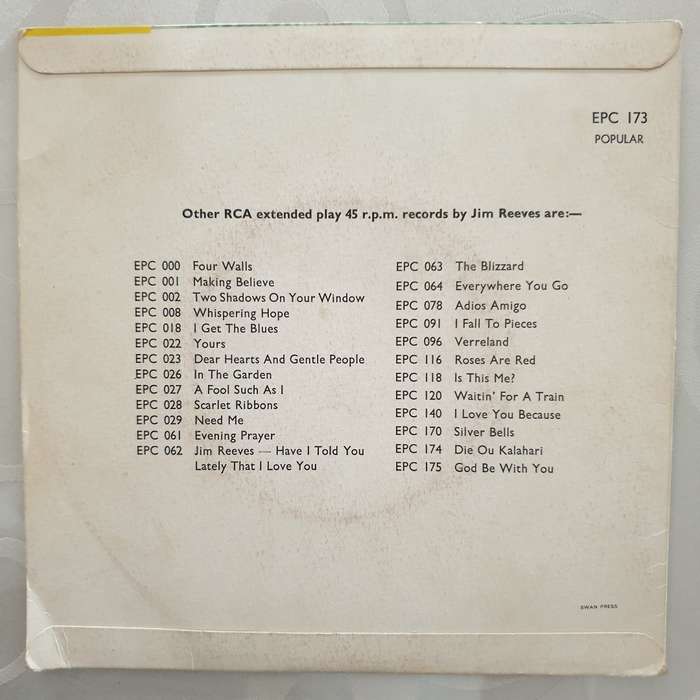 EPC 173
POPULAR
Other RCA extended play 45 r.p.m. records by Jim Reeves are:—
EPC 000 Four Walls
EPC 001 Making Believe
EPC 002 Two Shadows On Your Window
EPC 008 Whispering Hope
EPC 018 I Get The Blues
EPC 022 Yours
EPC 023 Dear Hearts And Gentle People
EPC 026 In The Garden
EPC 027 A Fool Such As I
EPC 028 Scarlet Ribbons
EPC 029 Need Me
EPC 061 Evening Prayer
EPC 062 Jim Reeves — Have I Told You
Lately That I Love You
EPC 063 The Blizzard
EPC 064 Everywhere You Go
EPC 078 Adios Amigo
EPC 091 I Fall To Pieces
EPC 096 Verreland
EPC 116 Roses Are Red
EPC 118 Is This Me?
EPC 120 Waitin' For A Train
EPC 140 I Love You Because
EPC 170 Silver Bells
EPC 174 Die Ou Kalahari
EPC 175 God Be With You
SWAN PRESS